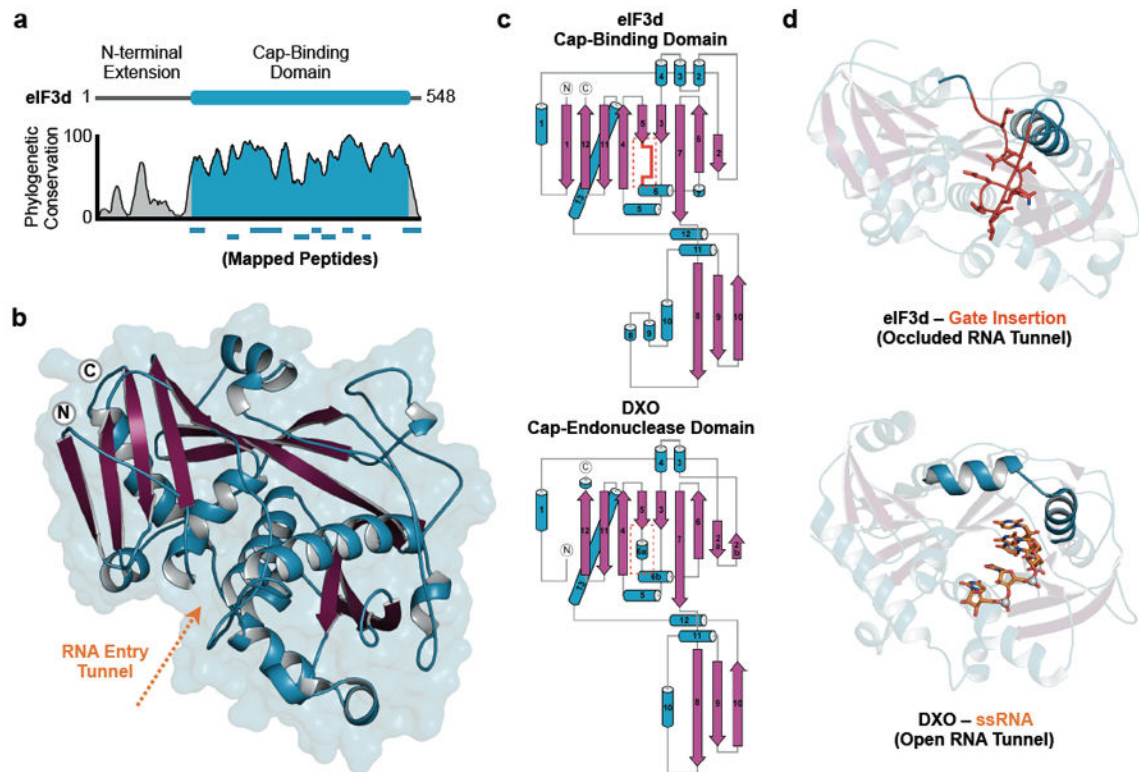 a
N-terminal
Extension
Cap-Binding
Domain
eIF3d 1
548
Phylogenetic
Conservation
100
0
(Mapped Peptides)
b
C
N
RNA Entry
Tunnel
c
eIF3d
Cap-Binding Domain
4 3 2
N C
1
1 12 11 4 5 3 7 6 2
6
5
13
12
11
8 9 10
8 9 10
DXO
Cap-Endonuclease Domain
4 3
C
1
N
12 11 4 5 3 7 6 2a 2b
6a
6b
5
13
12
11
10
8 9 10
d
eIF3d – Gate Insertion
(Occluded RNA Tunnel)
DXO – ssRNA
(Open RNA Tunnel)